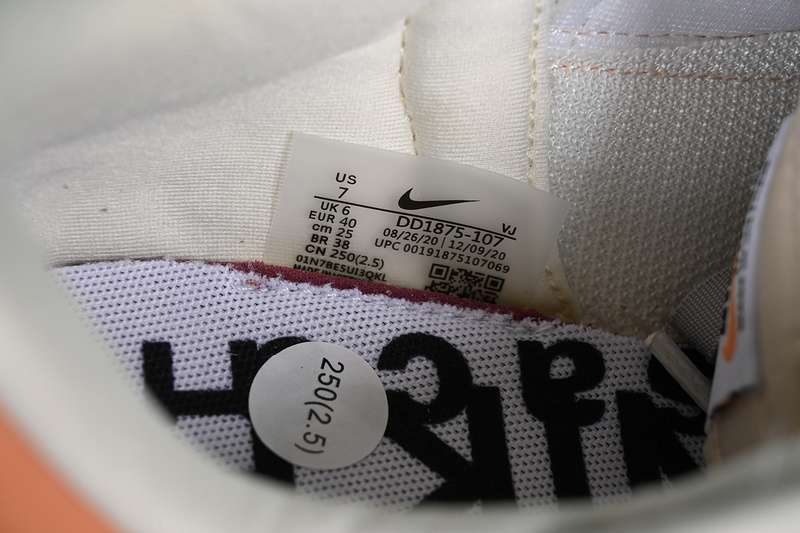 US
7
UK 6
EUR 40
cm 25
BR 38
CN 250(2.5)
01N7BE5UI3QKL
DD1875-107
VJ
08/26/20 | 12/09/20
UPC 00191875107069
250(2.5)